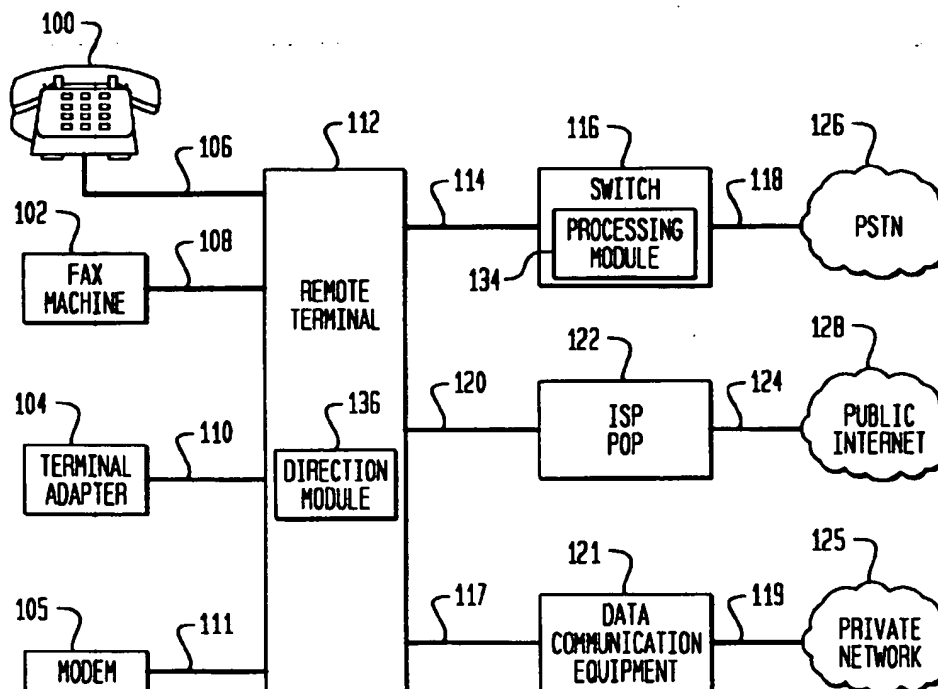 100
112
116
126
106
114
118
SWITCH
PROCESSING
MODULE
134
PSTN
102
108
FAX
MACHINE
REMOTE
TERMINAL
122
128
104
110
136
120
124
ISP
POP
PUBLIC
INTERNET
TERMINAL
ADAPTER
DIRECTION
MODULE
121
125
105
111
117
119
MODEM
DATA
COMMUNICATION
EQUIPMENT
PRIVATE
NETWORK